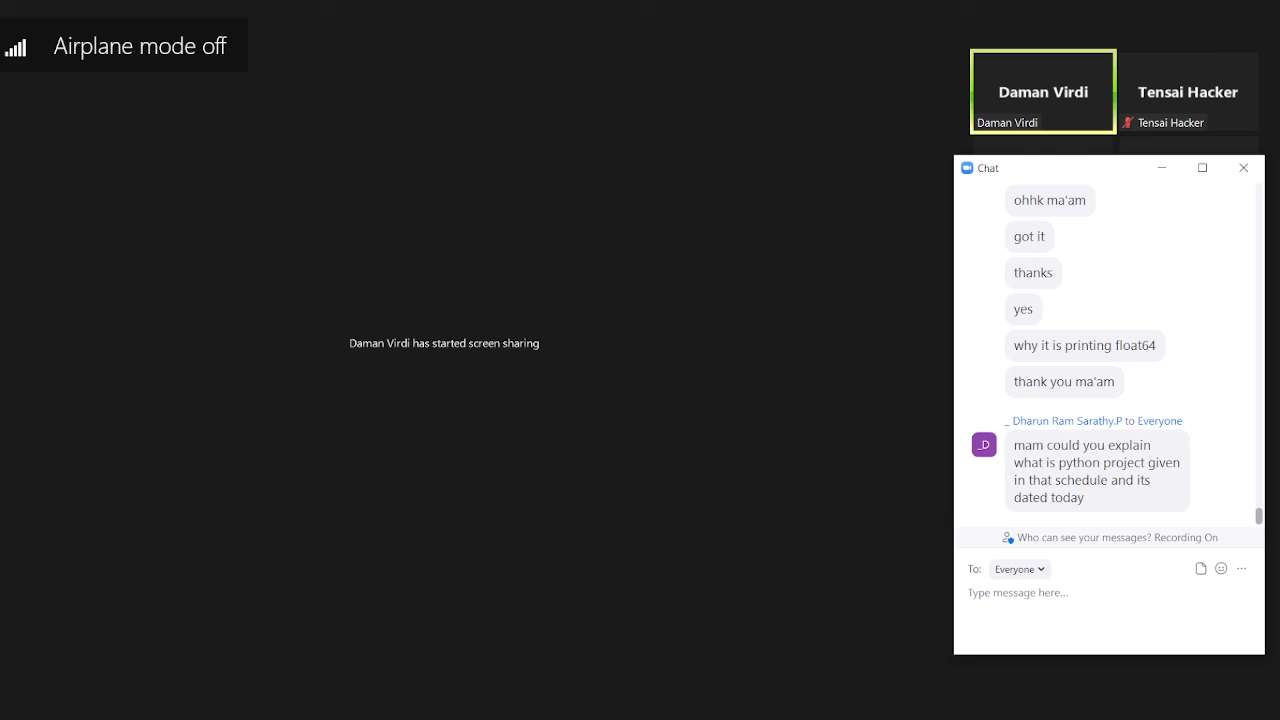 Airplane mode off
Daman Virdi
Daman Virdi
Tensai Hacker
Tensai Hacker
Daman Virdi has started screen sharing
Chat
ohhk ma'am
got it
thanks
yes
why it is printing float64
thank you ma'am
_ Dharun Ram Sarathy.P to Everyone
_D
mam could you explain
what is python project given
in that schedule and its
dated today
Who can see your messages? Recording On
To: Everyone
Type message here...